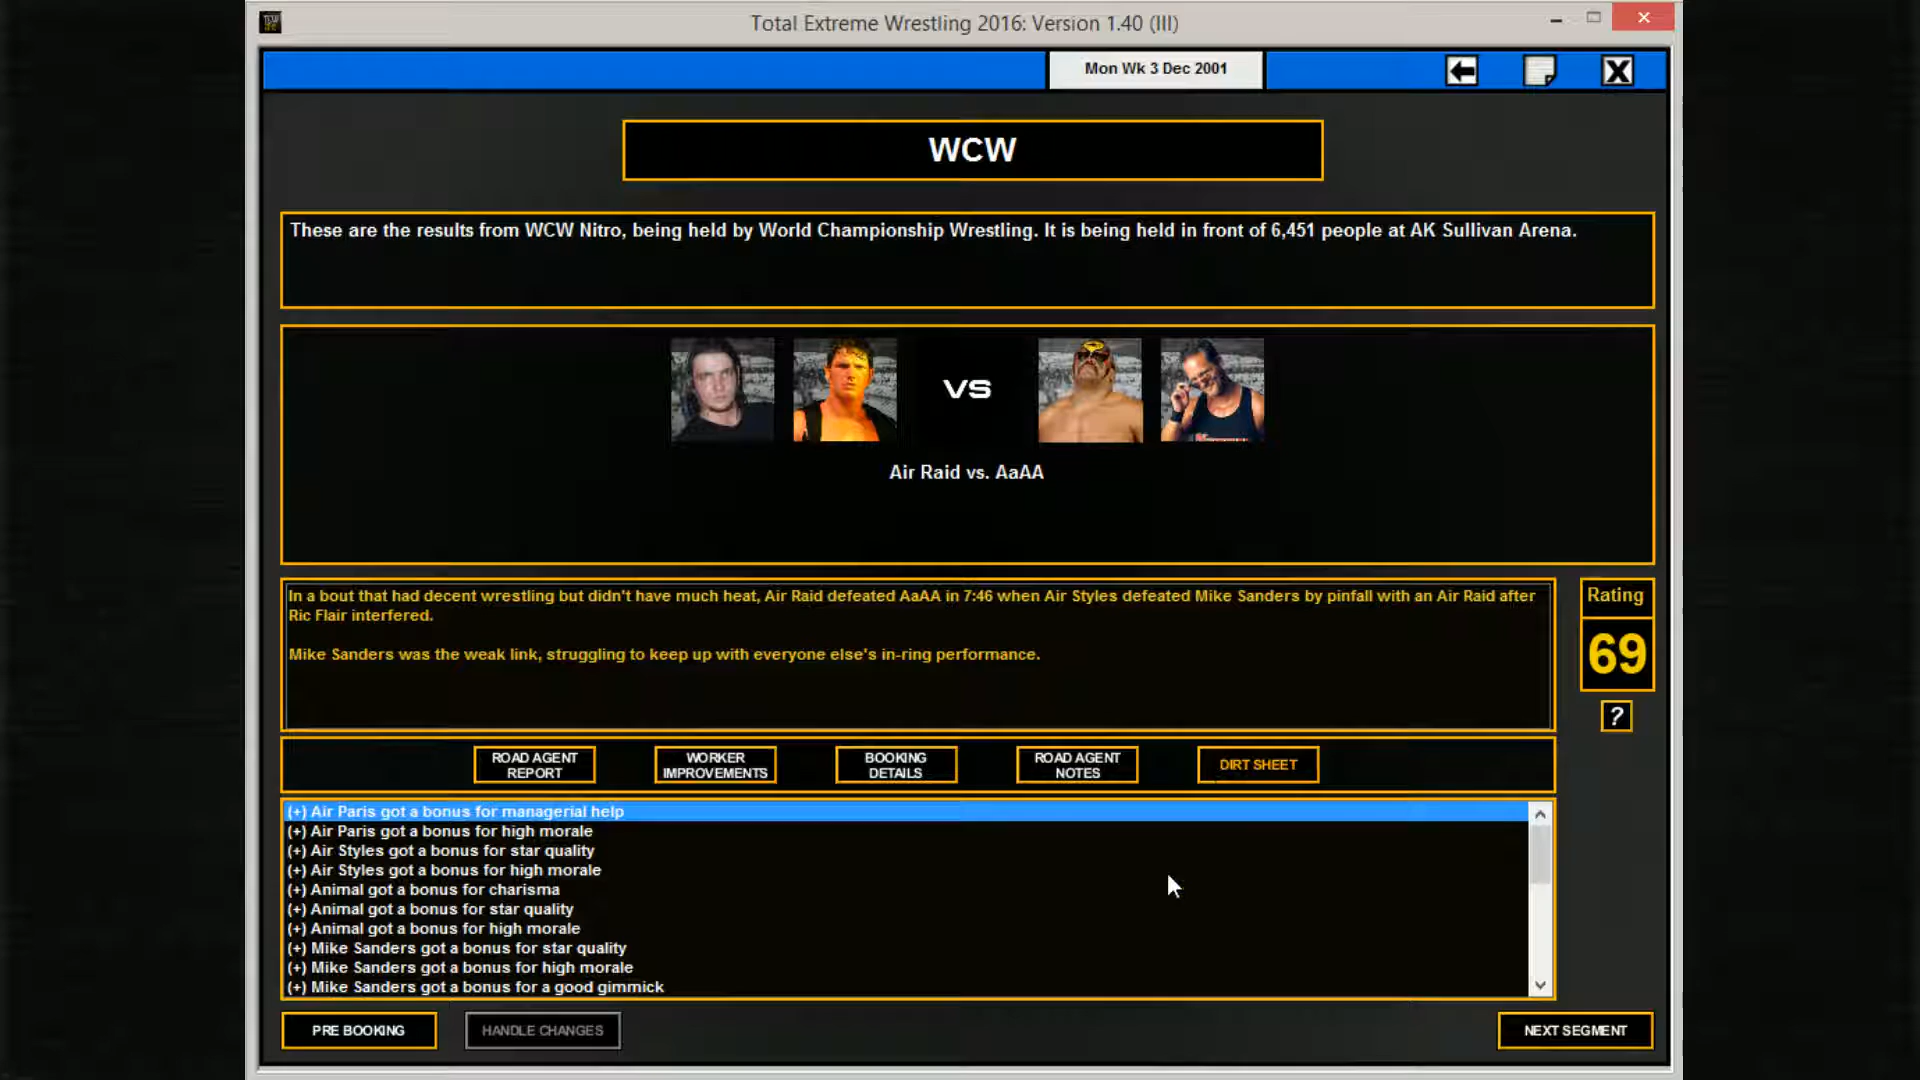 Total Extreme Wrestling 2016: Version 1.40 (III)
Mon Wk 3 Dec 2001
WCW
These are the results from WCW Nitro, being held by World Championship Wrestling. It is being held in front of 6,451 people at AK Sullivan Arena.
VS
Air Raid vs. AaAA
In a bout that had decent wrestling but didn't have much heat, Air Raid defeated AaAA in 7:46 when Air Styles defeated Mike Sanders by pinfall with an Air Raid after
Ric Flair interfered.
Mike Sanders was the weak link, struggling to keep up with everyone else's in-ring performance.
Rating
69
?
ROAD AGENT
REPORT
WORKER
IMPROVEMENTS
BOOKING
DETAILS
ROAD AGENT
NOTES
DIRT SHEET
(+) Air Paris got a bonus for managerial help
(+) Air Paris got a bonus for high morale
(+) Air Styles got a bonus for star quality
(+) Air Styles got a bonus for high morale
(+) Animal got a bonus for charisma
(+) Animal got a bonus for star quality
(+) Animal got a bonus for high morale
(+) Mike Sanders got a bonus for star quality
(+) Mike Sanders got a bonus for high morale
(+) Mike Sanders got a bonus for a good gimmick
PRE BOOKING
HANDLE CHANGES
NEXT SEGMENT